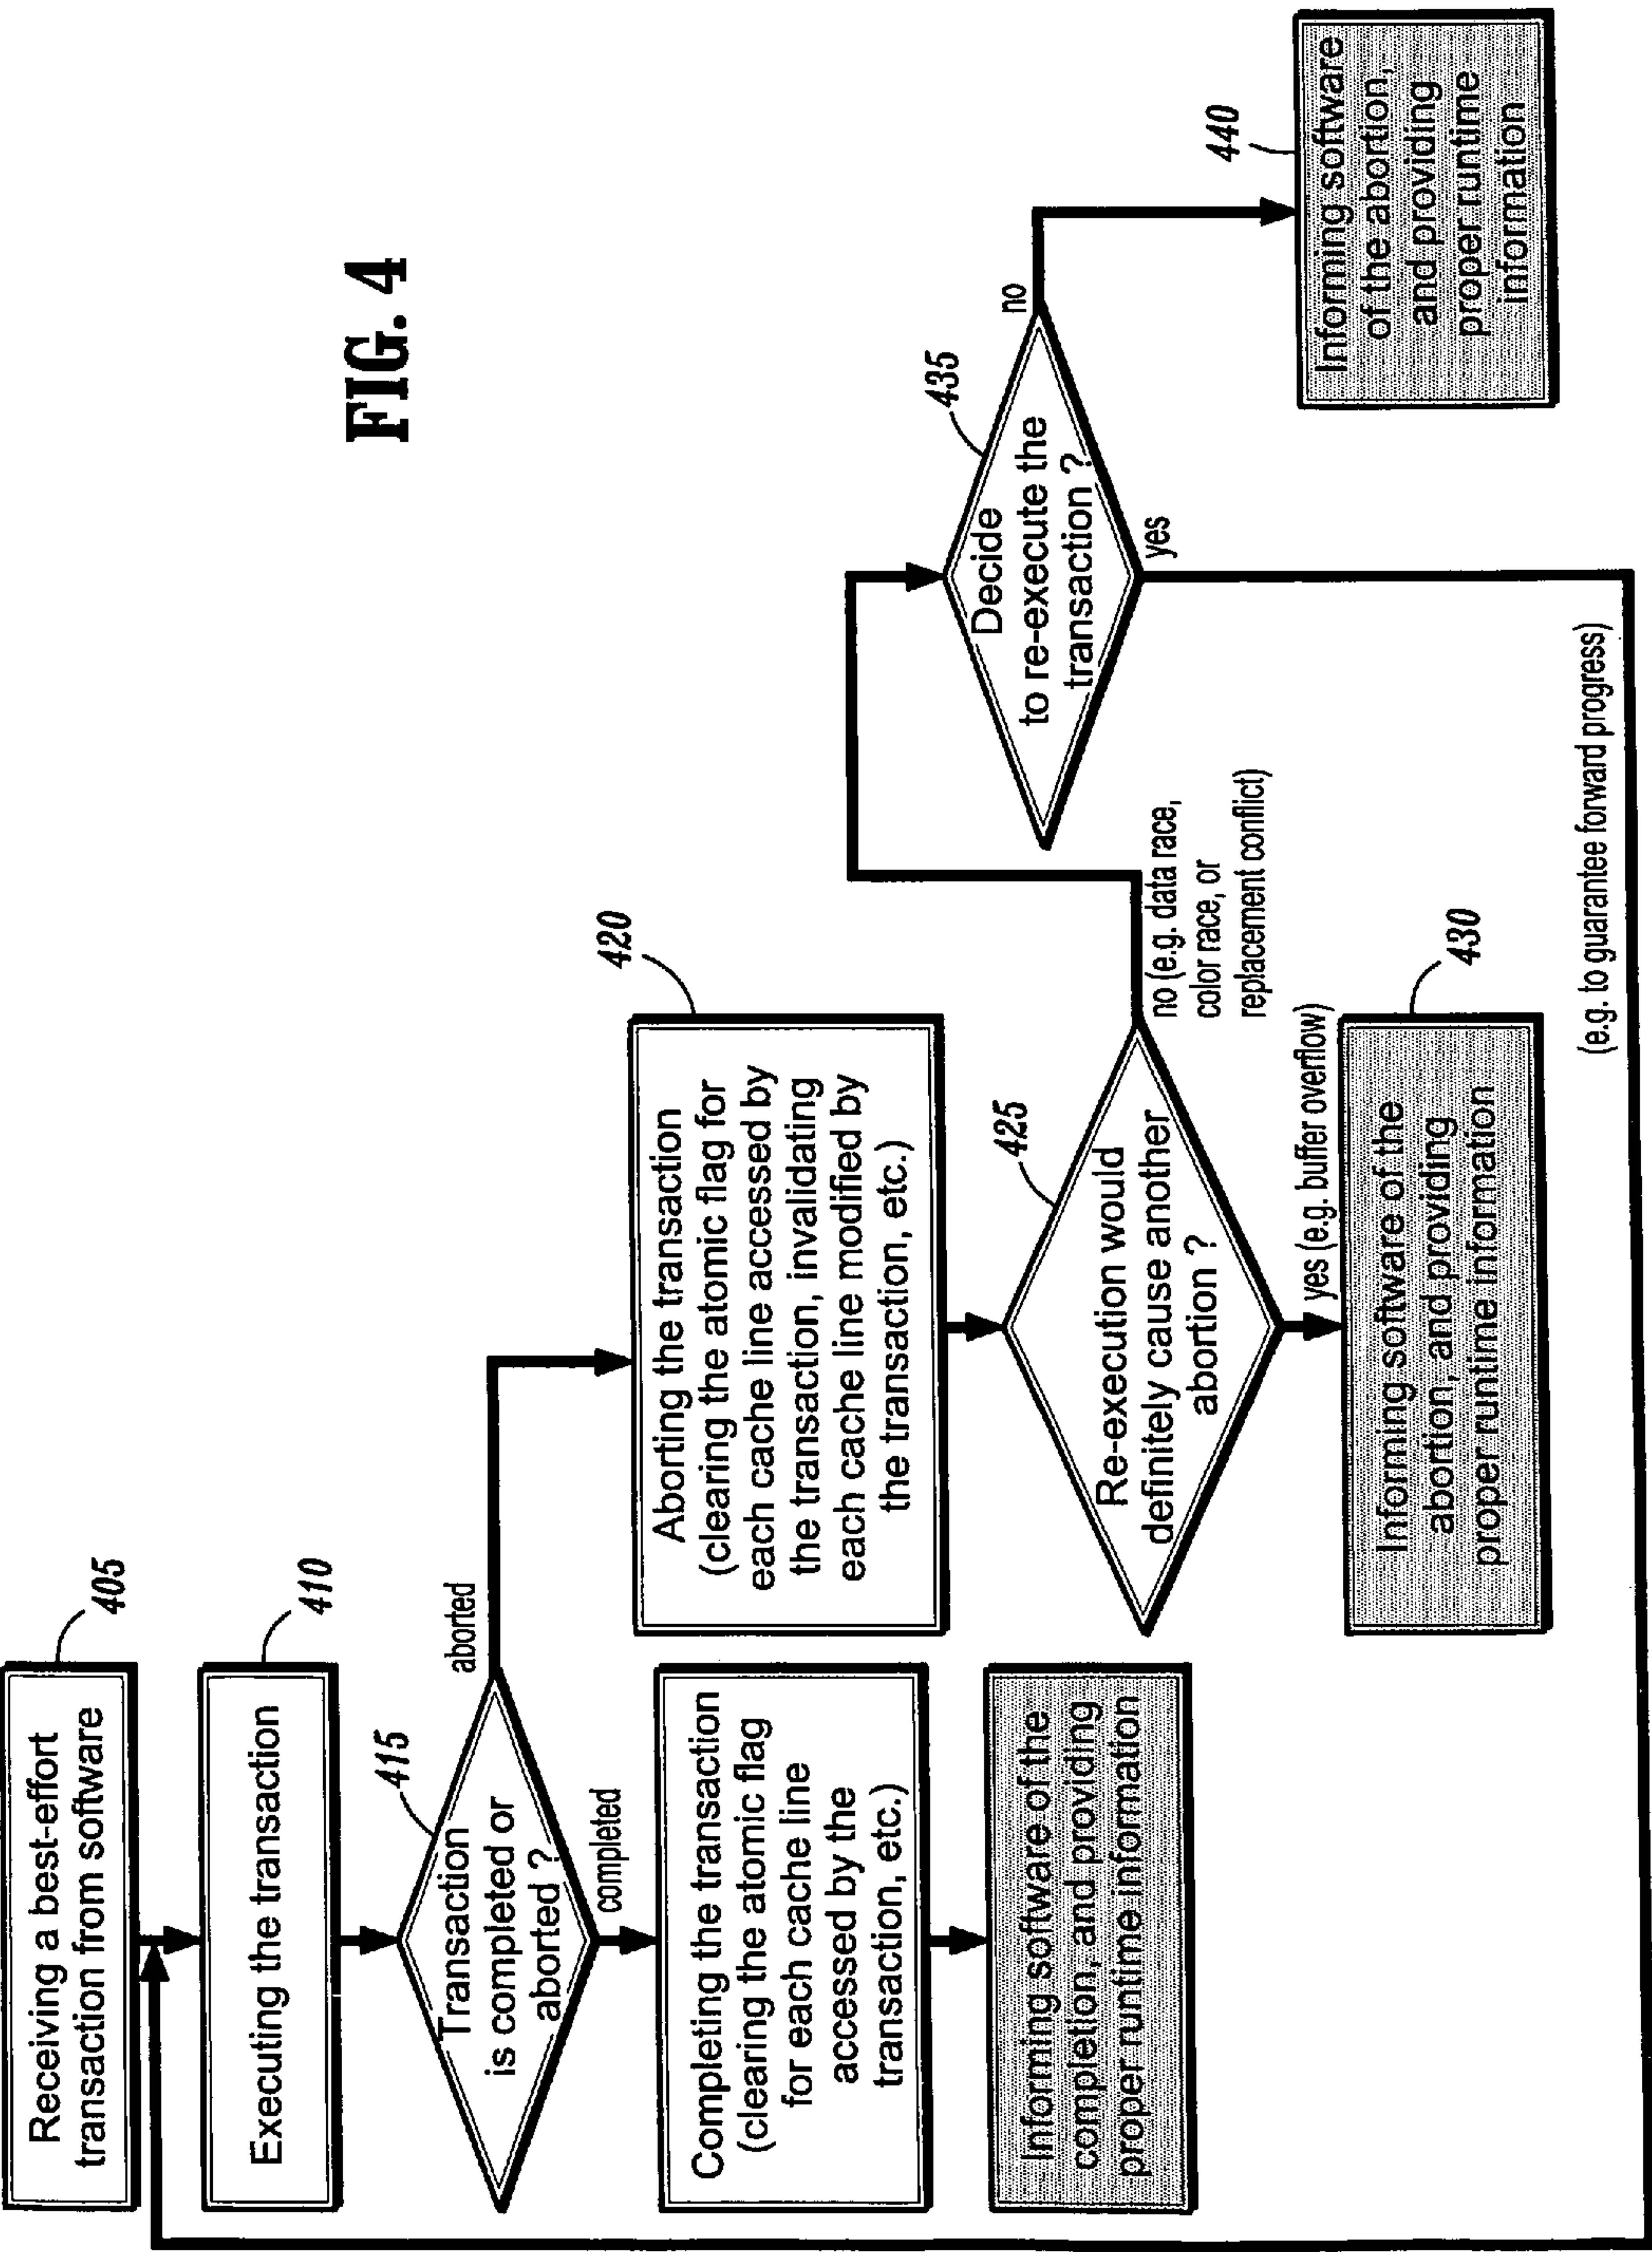 FIG. 4
405
Receiving a best-effort
transaction from software
410
Executing the transaction
415
Transaction
is completed or
aborted ?
aborted
completed
Completing the transaction
(clearing the atomic flag
for each cache line
accessed by the
transaction, etc.)
Informing software of the
completion, and providing
proper runtime information
420
Aborting the transaction
(clearing the atomic flag for
each cache line accessed by
the transaction, invalidating
each cache line modified by
the transaction, etc.)
425
Re-execution would
definitely cause another
abortion ?
no (e.g. data race,
color race, or
replacement conflict)
yes (e.g. buffer overflow)
430
Informing software of the
abortion, and providing
proper runtime information
435
Decide
to re-execute the
transaction ?
no
yes
440
Informing software
of the abortion,
and providing
proper runtime
information
(e.g. to guarantee forward progress)